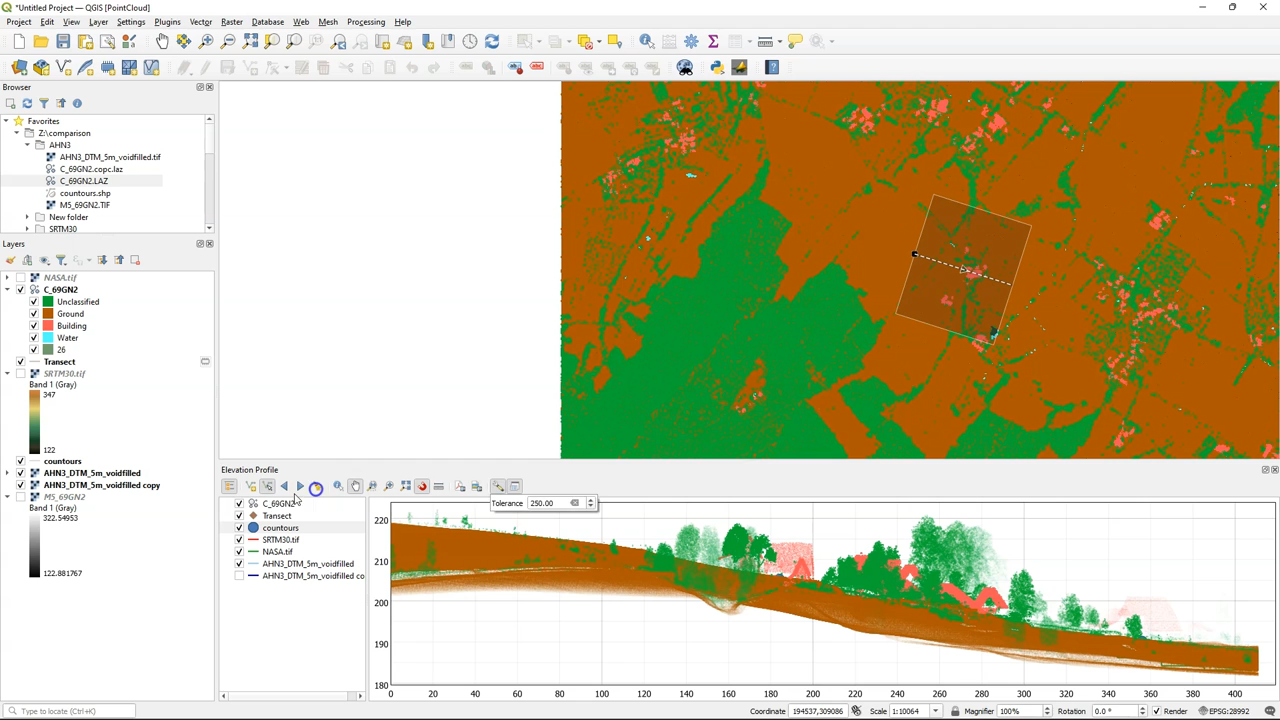 *Untitled Project — QGIS [PointCloud]
Project Edit View Layer Settings Plugins Vector Raster Database Web Mesh Processing Help
Browser
Favorites
Z:\comparison
AHN3
AHN3_DTM_5m_voidfilled.tif
C_69GN2.copc.laz
C_69GN2.LAZ
countours.shp
M5_69GN2.TIF
New folder
SRTM30
Layers
NASA.tif
C_69GN2
Unclassified
Ground
Building
Water
26
Transect
SRTM30.tif
Band 1 (Gray)
347
122
countours
AHN3_DTM_5m_voidfilled
AHN3_DTM_5m_voidfilled copy
M5_69GN2
Band 1 (Gray)
322.54953
122.881767
Elevation Profile
C_69GN2
Transect
countours
SRTM30.tif
NASA.tif
AHN3_DTM_5m_voidfilled
AHN3_DTM_5m_voidfilled co
Tolerance 250.00
220
210
200
190
180
0 20 40 60 80 100 120 140 160 180 200 220 240 260 280 300 320 340 360 380 400
Type to locate (Ctrl+K)
Coordinate 194537,309086 Scale 1:10064 Magnifier 100% Rotation 0.0 ° Render EPSG:28992